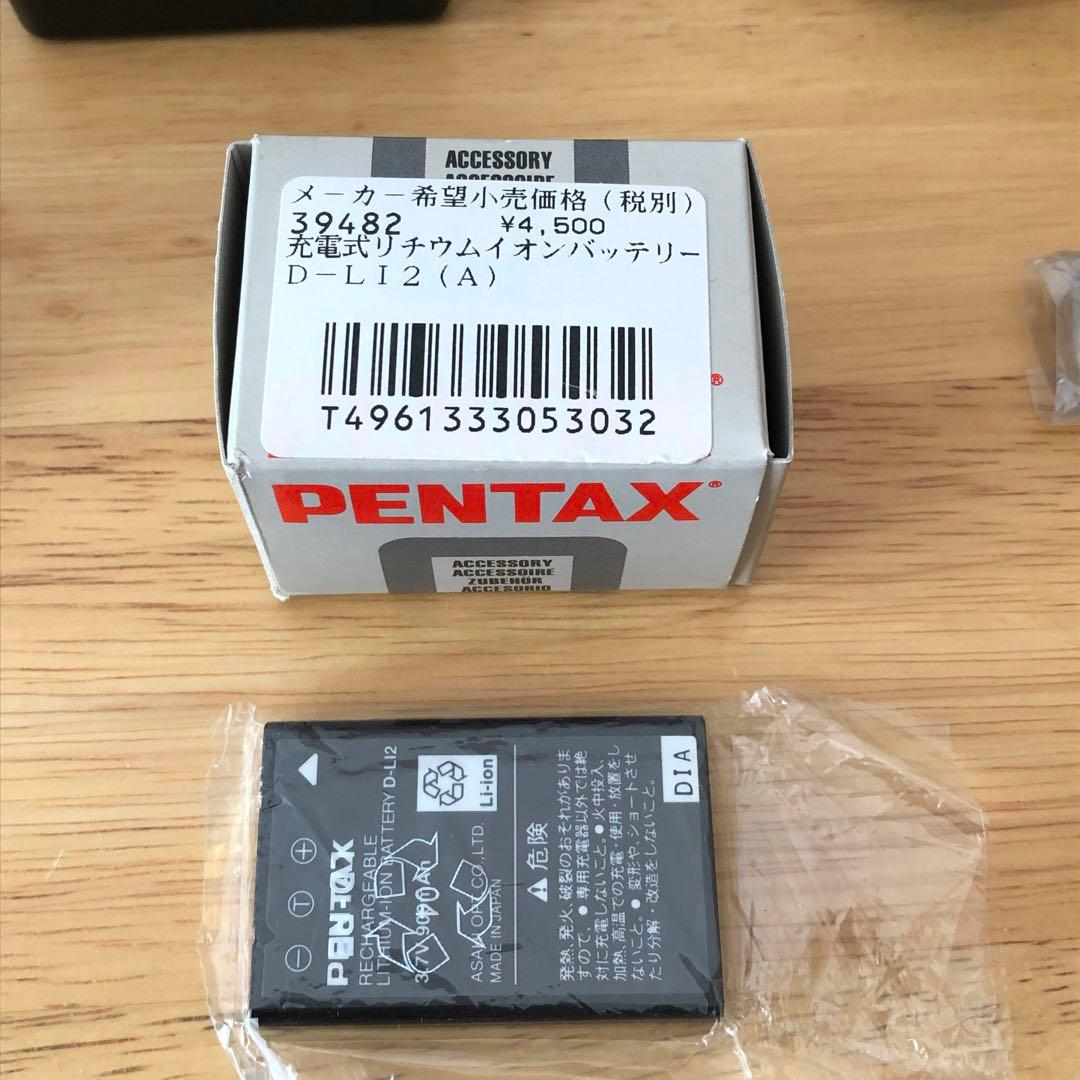 ACCESSORY
ACCESSOIRE
メーカー希望小売価格(税別)
39482 ¥4,500
充電式リチウムイオンバッテリー
D-LI2(A)
T4961333053032
PENTAX®
ACCESSORY
ACCESSOIRE
ZUBEHÖR
ACCESORIO
PENTAX
RECHARGEABLE
LITHIUM-ION BATTERY D-LI2
ASAHI OPT.CO.,LTD.
MADE IN JAPAN
Li-ion
危険
発熱、発火、破裂のおそれがありま
すので、●専用充電器以外では絶
対に充電しないこと。●火中投入、
加熱、高温での充電・使用・放置をし
ないこと。●変形や、ショートさせ
たり分解・改造をしないこと。
DIA
T